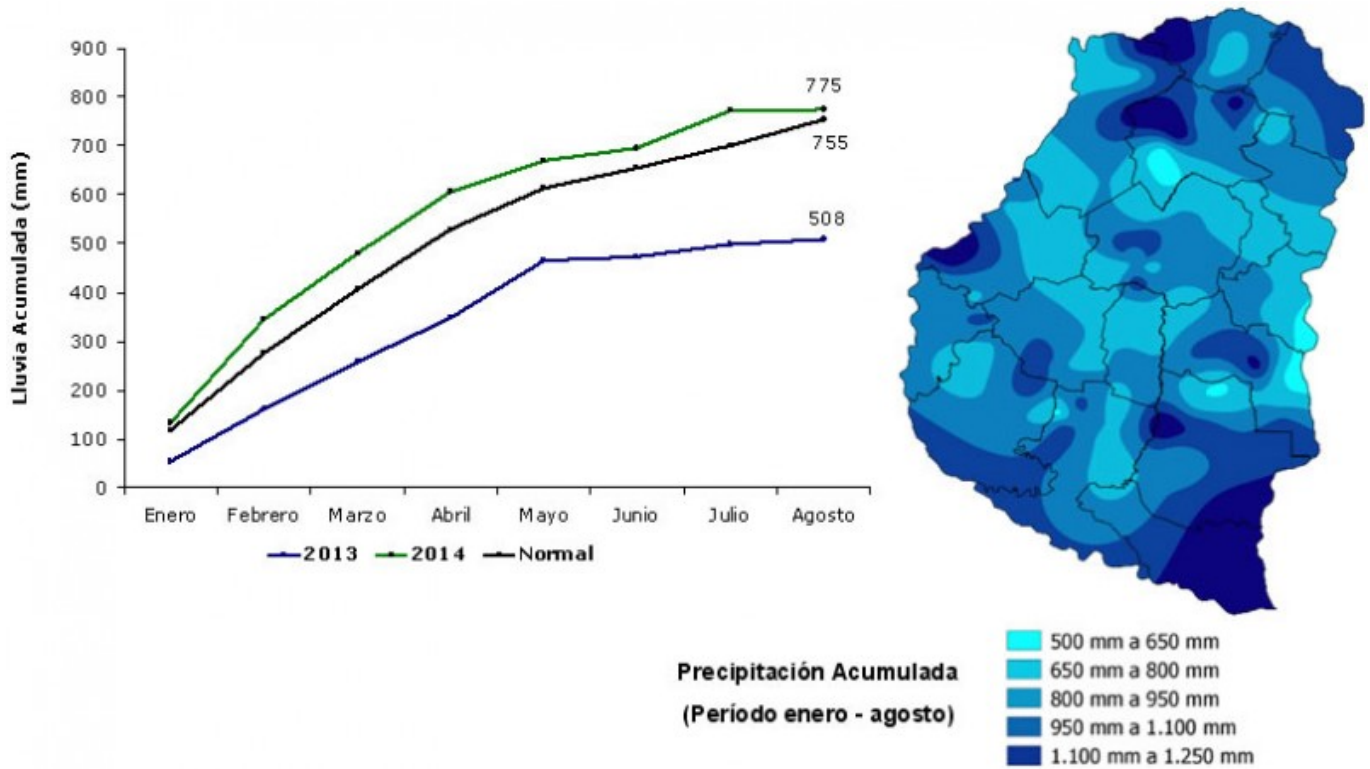 Lluvia Acumulada (mm)
900
800
700
600
500
400
300
200
100
0
775
755
508
Enero Febrero Marzo Abril Mayo Junio Julio Agosto
2013 2014 Normal
Precipitación Acumulada
(Período enero - agosto)
500 mm a 650 mm
650 mm a 800 mm
800 mm a 950 mm
950 mm a 1.100 mm
1.100 mm a 1.250 mm